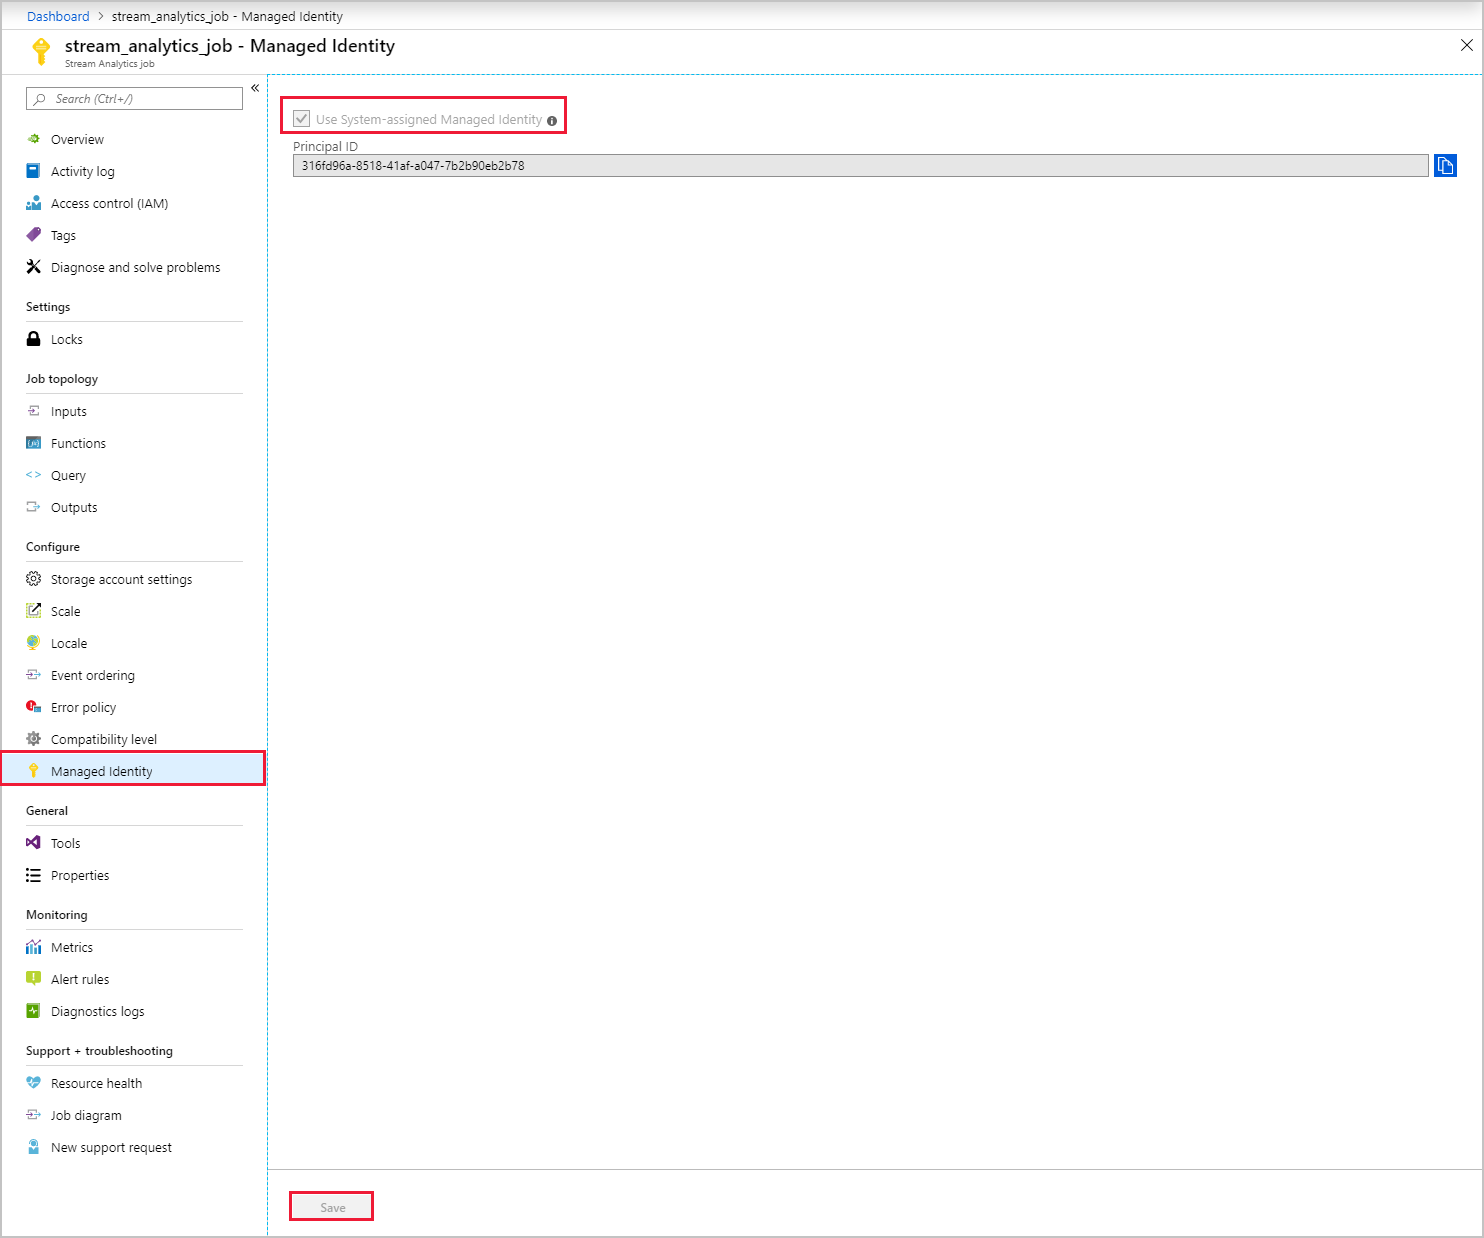 Dashboard > stream_analytics_job - Managed Identity
stream_analytics_job - Managed Identity
Stream Analytics job
Search (Ctrl+/)
Overview
Activity log
Access control (IAM)
Tags
Diagnose and solve problems
Settings
Locks
Job topology
Inputs
Functions
Query
Outputs
Configure
Storage account settings
Scale
Locale
Event ordering
Error policy
Compatibility level
Managed Identity
General
Tools
Properties
Monitoring
Metrics
Alert rules
Diagnostics logs
Support + troubleshooting
Resource health
Job diagram
New support request
Use System-assigned Managed Identity
Principal ID
316fd96a-8518-41af-a047-7b2b90eb2b78
Save